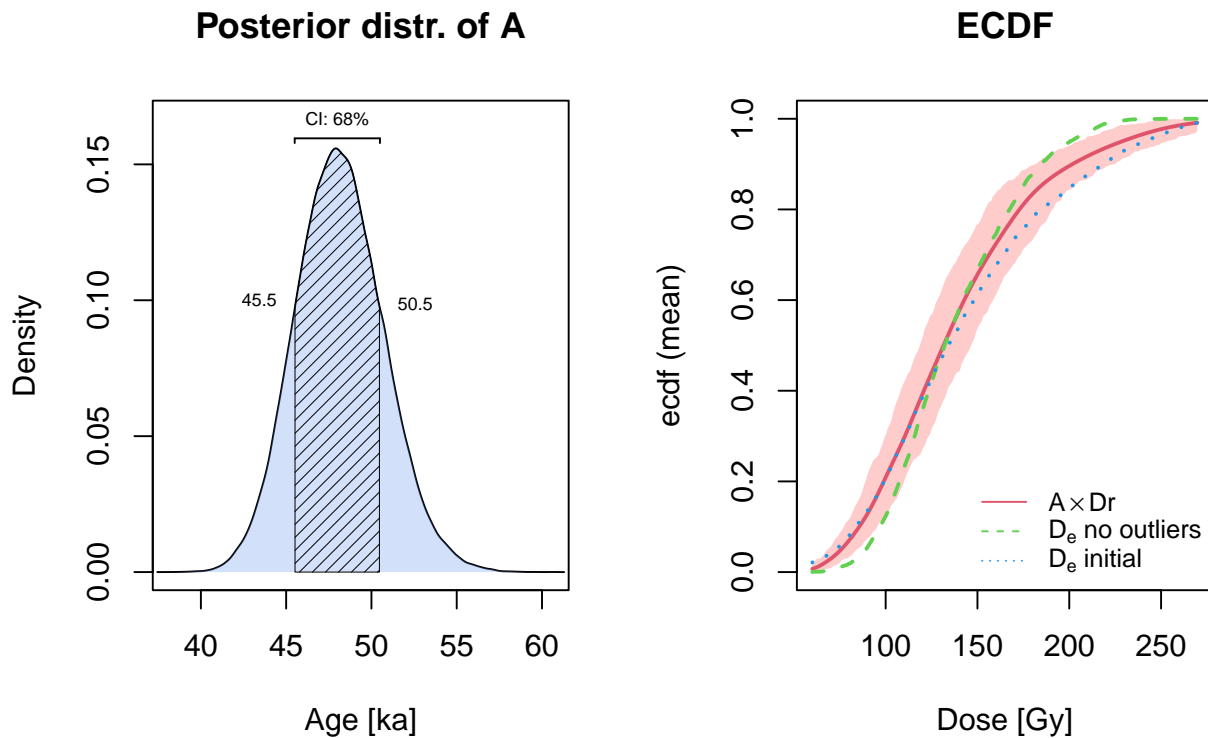 Posterior distr. of A
CI: 68%
45.5
50.5
Density
0.00
0.05
0.10
0.15
40 45 50 55 60
Age [ka]
ECDF
ecdf (mean)
0.0
0.2
0.4
0.6
0.8
1.0
A × Dr
De no outliers
De initial
100 150 200 250
Dose [Gy]